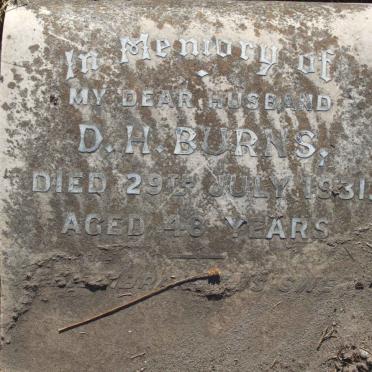 In Memory of
MY DEAR HUSBAND
D. H. BURNS,
DIED 29TH JULY 1931.
AGED 48 YEARS